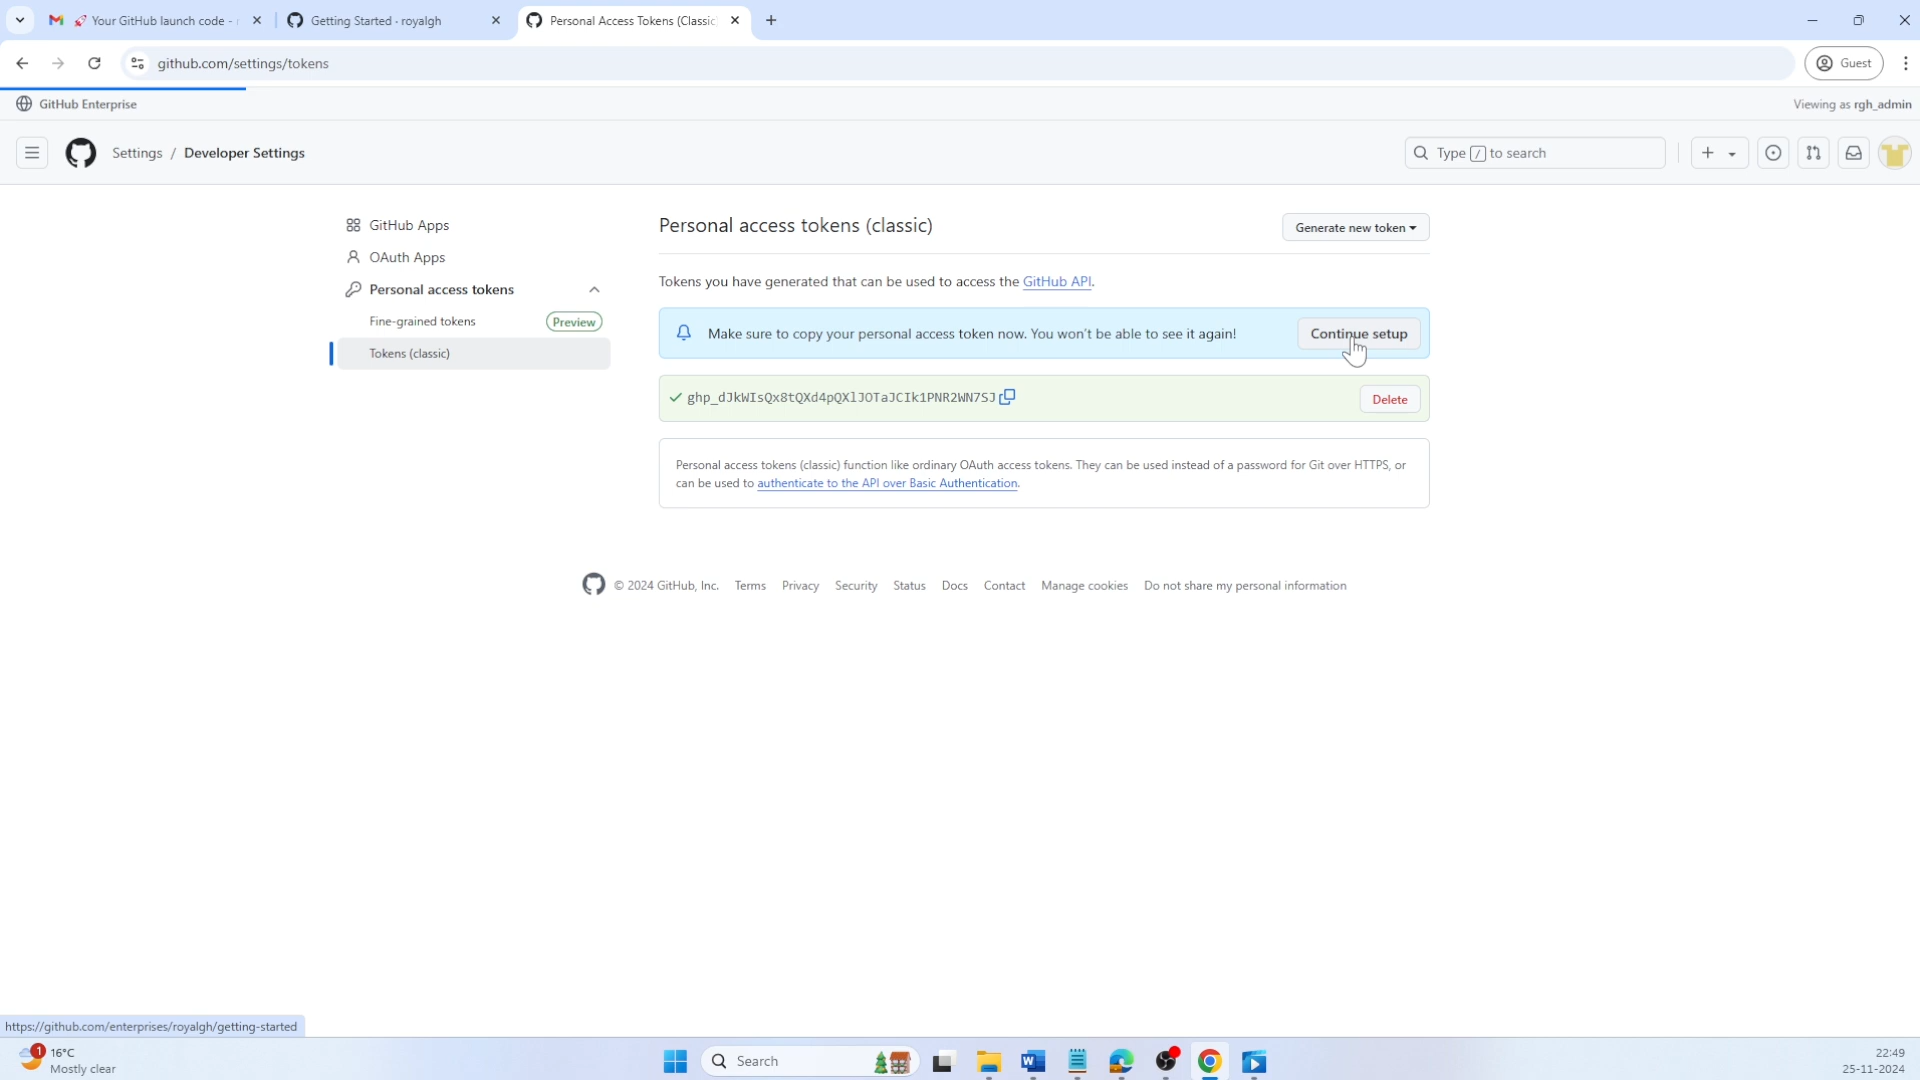 Your GitHub launch code -
Getting Started · royalgh
Personal Access Tokens (Classic
github.com/settings/tokens
Guest
GitHub Enterprise
Viewing as rgh_admin
Settings / Developer Settings
Type / to search
GitHub Apps
OAuth Apps
Personal access tokens
Fine-grained tokens
Preview
Tokens (classic)
Personal access tokens (classic)
Generate new token
Tokens you have generated that can be used to access the GitHub API.
Make sure to copy your personal access token now. You won't be able to see it again!
Continue setup
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
Delete
Personal access tokens (classic) function like ordinary OAuth access tokens. They can be used instead of a password for Git over HTTPS, or
can be used to authenticate to the API over Basic Authentication.
© 2024 GitHub, Inc. Terms Privacy Security Status Docs Contact Manage cookies Do not share my personal information
https://github.com/enterprises/royalgh/getting-started
1
16°C
Mostly clear
Search
22:49
25-11-2024